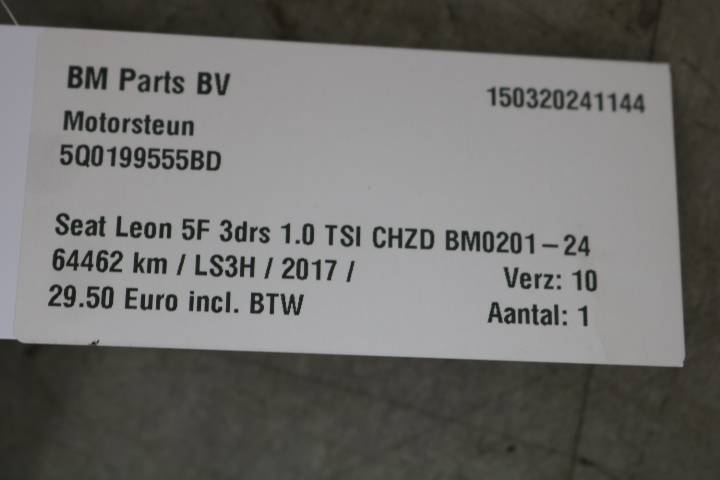 BM Parts BV
150320241144
Motorsteun
5Q0199555BD
Seat Leon 5F 3drs 1.0 TSI CHZD BM0201-24
64462 km / LS3H / 2017 /
Verz: 10
29.50 Euro incl. BTW
Aantal: 1